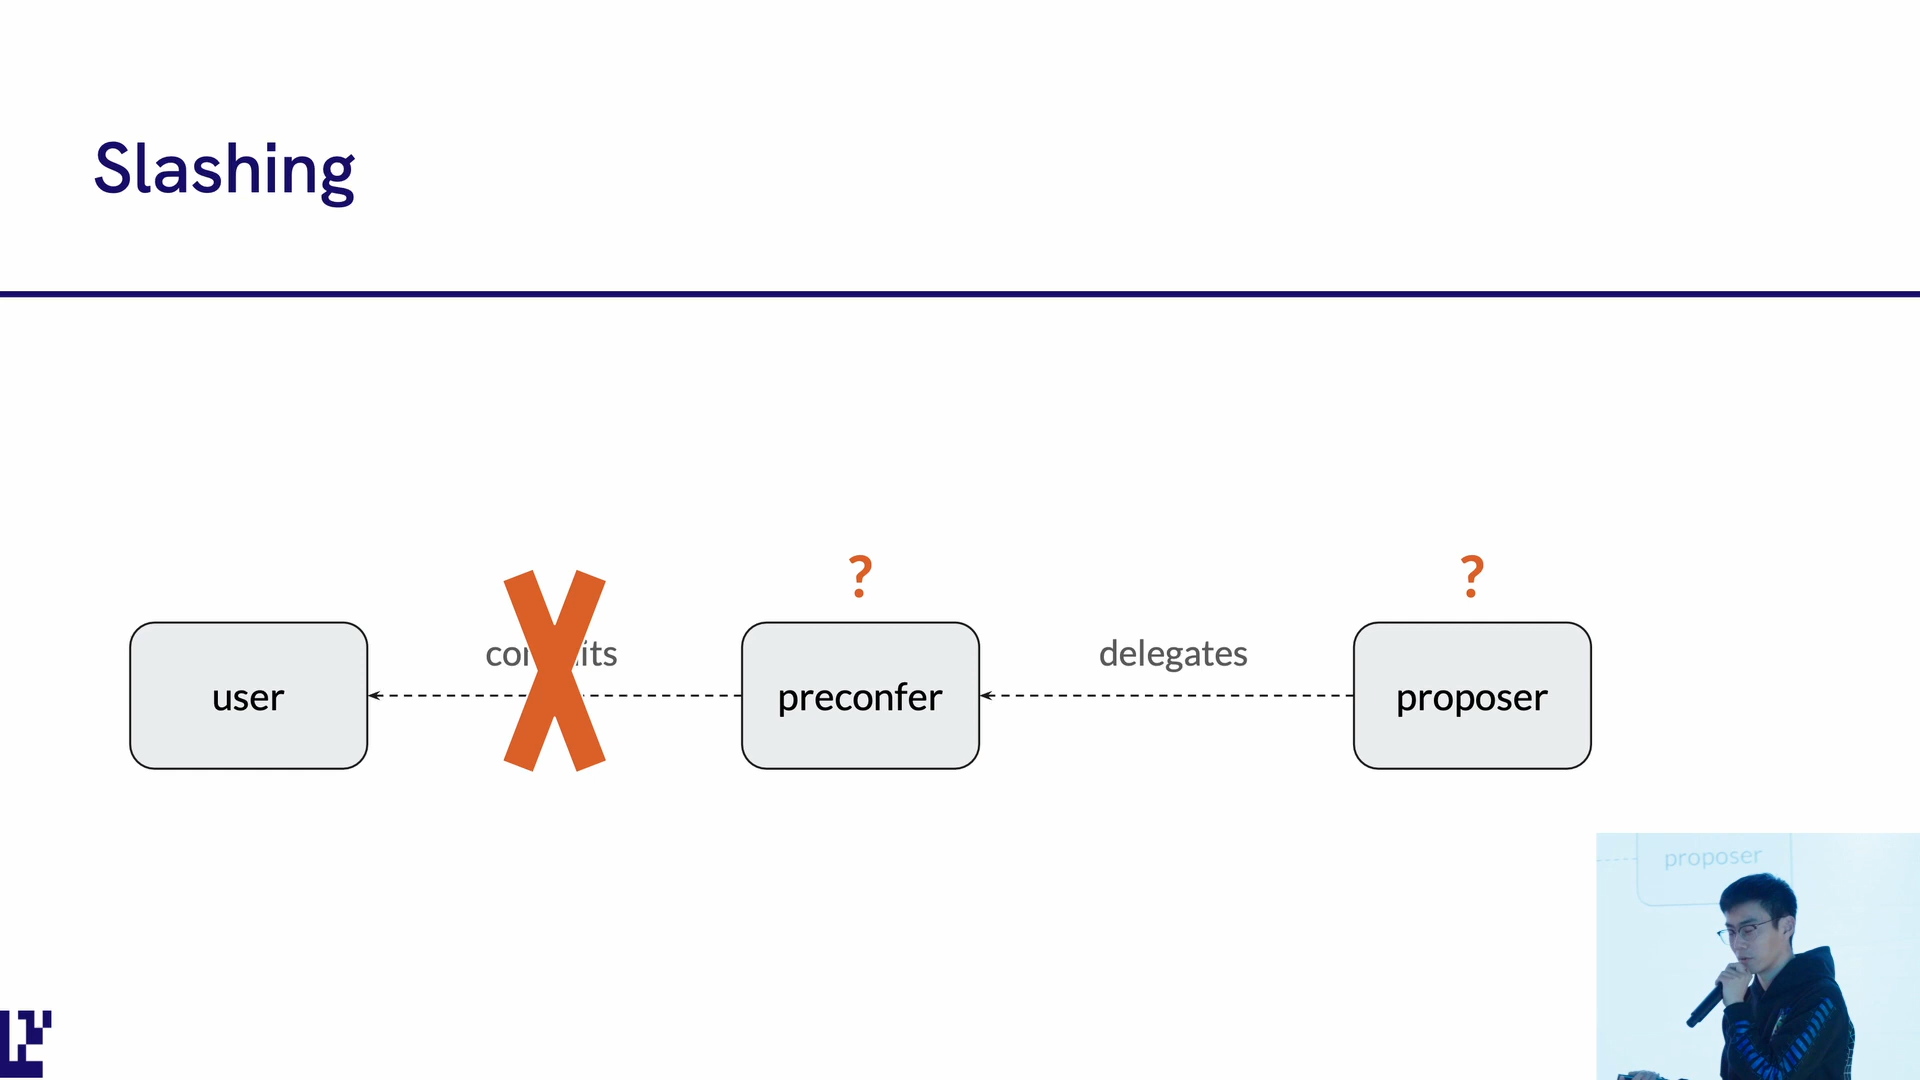 Slashing
?
?
user
preconfer
delegates
proposer
proposer